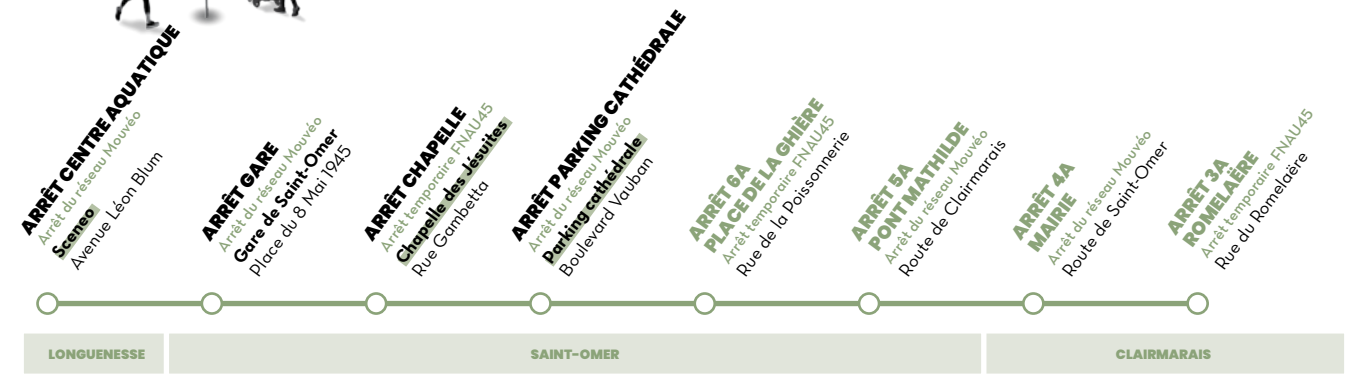 ARRÊT CENTRE AQUATIQUE
Arrêt du réseau Mouvéo
Sceneo
Avenue Léon Blum
ARRÊT GARE
Arrêt du réseau Mouvéo
Gare de Saint-Omer
Place du 8 Mai 1945
ARRÊT CHAPELLE
Arrêt temporaire FNAU45
Chapelle des Jésuites
Rue Gambetta
ARRÊT PARKING CATHÉDRALE
Arrêt du réseau Mouvéo
Parking cathédrale
Boulevard Vauban
ARRÊT 6A
PLACE DE LA GHIÈRE
Arrêt temporaire FNAU45
Rue de la Poissonnerie
ARRÊT 5A
PONT MATHILDE
Arrêt du réseau Mouvéo
Route de Clairmarais
ARRÊT 4A
MAIRIE
Arrêt du réseau Mouvéo
Route de Saint-Omer
ARRÊT 3A
ROMELAËRE
Arrêt temporaire FNAU45
Rue du Romelaère
LONGUENESSE
SAINT-OMER
CLAIRMARAIS